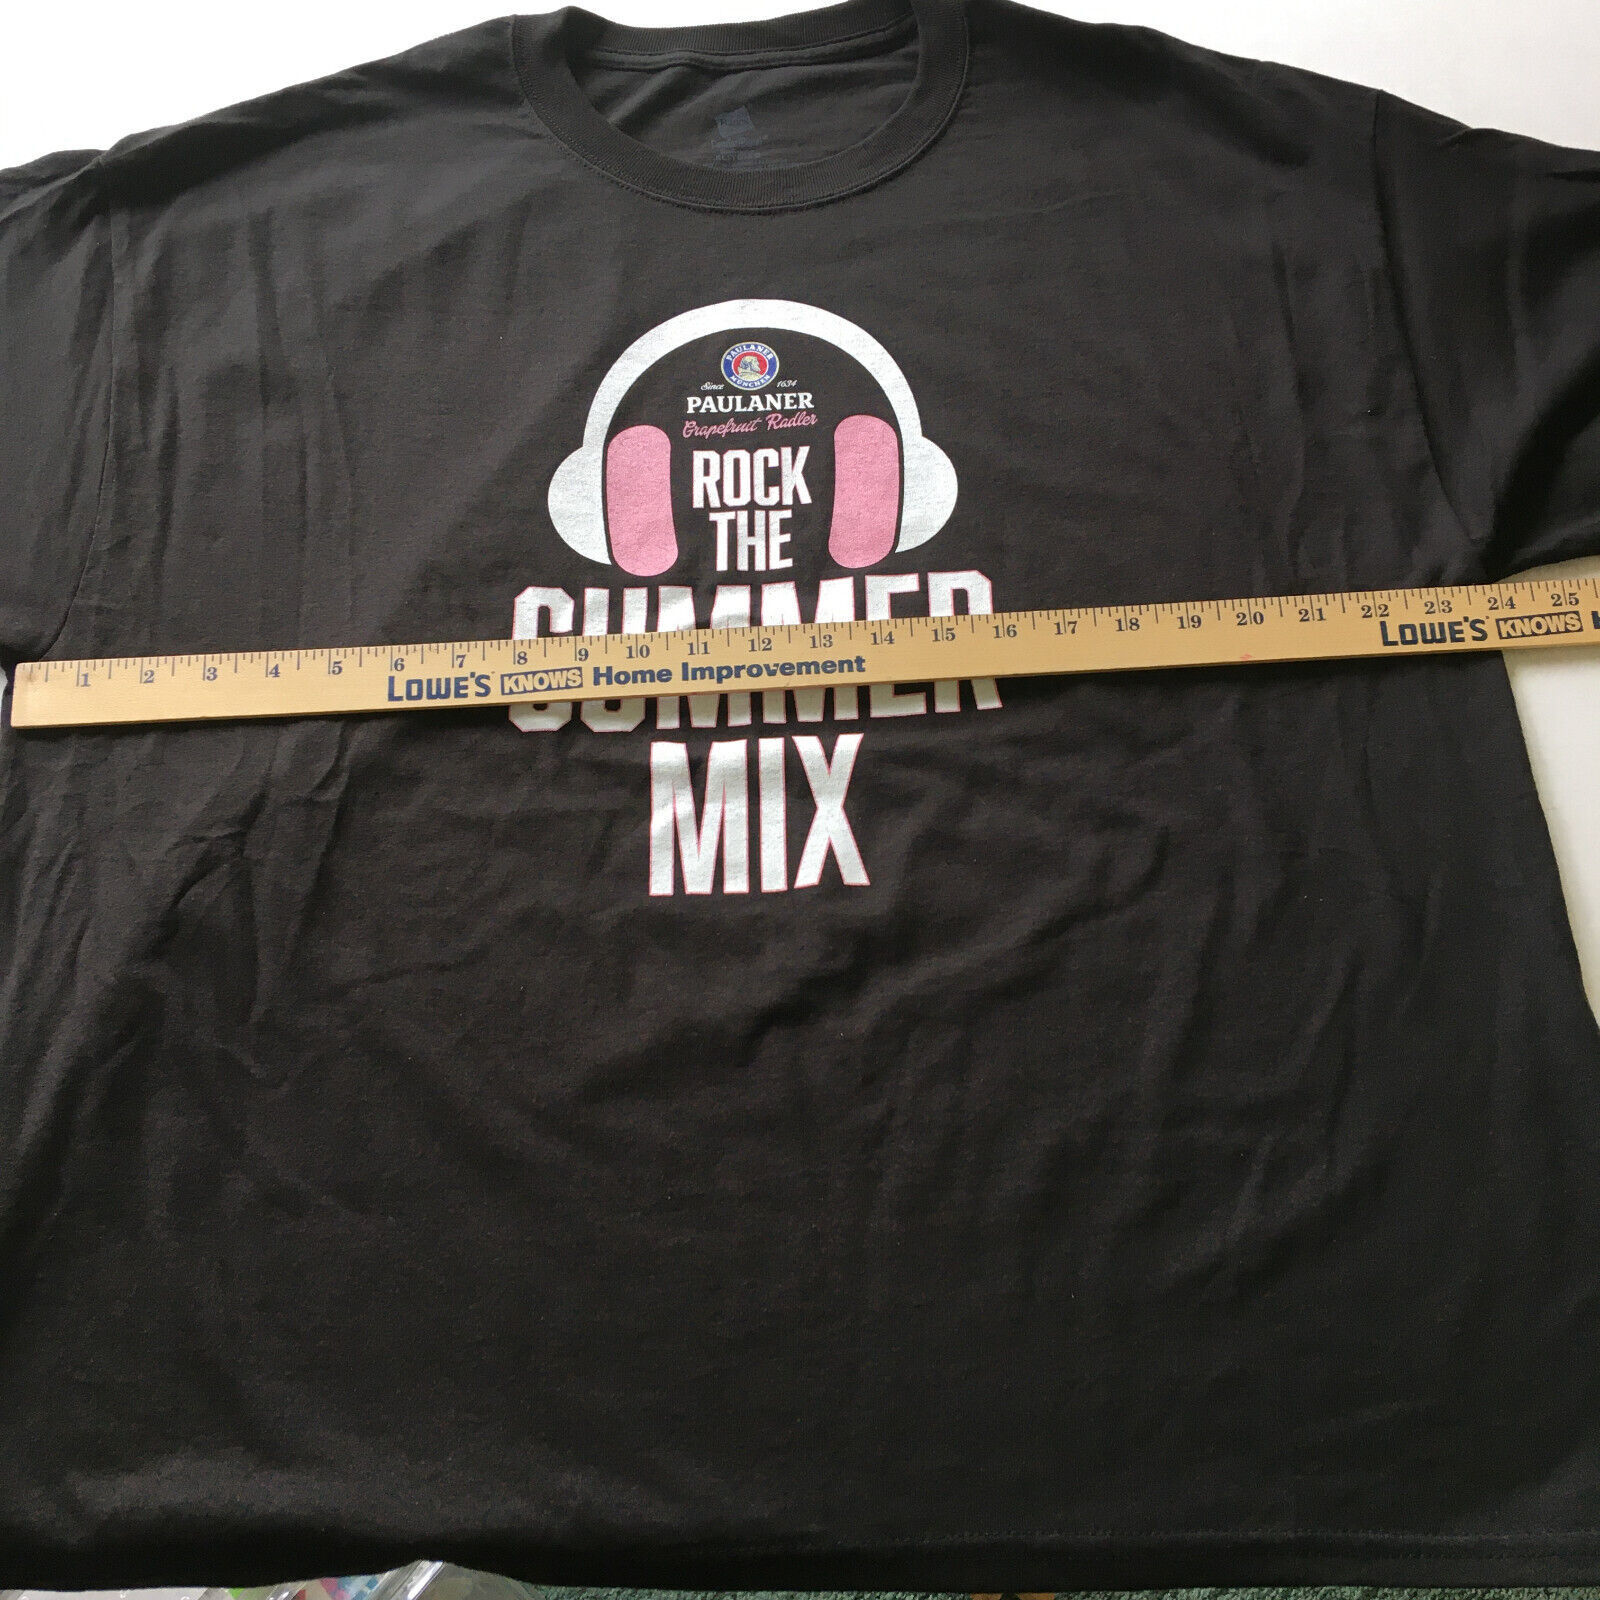 PAULANER
MÜNCHEN
Since 1634
PAULANER
Grapefruit Radler
ROCK
THE
SUMMER
1 2 3 4 5 6 7 8 9 10 11 12 13 14 15 16 17 18 19 20 21 22 23 24 25
LOWE'S KNOWS Home Improvement LOWE'S KNOWS
MIX